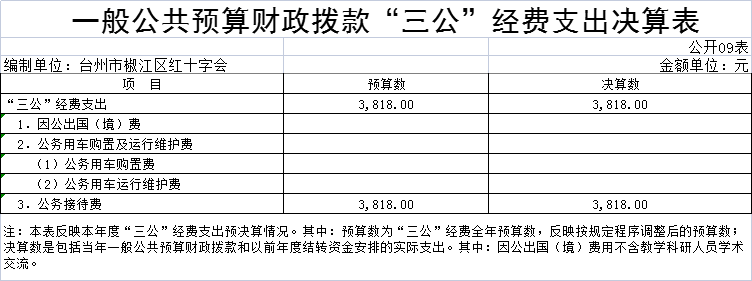 一般公共预算财政拨款“三公”经费支出决算表
公开09表
编制单位：台州市椒江区红十字会 金额单位：元
项 目 预算数 决算数
“三公”经费支出 3,818.00 3,818.00
1．因公出国（境）费
2．公务用车购置及运行维护费
（1）公务用车购置费
（2）公务用车运行维护费
3．公务接待费 3,818.00 3,818.00
注：本表反映本年度“三公”经费支出预决算情况。其中：预算数为“三公”经费全年预算数，反映按规定程序调整后的预算数；
决算数是包括当年一般公共预算财政拨款和以前年度结转资金安排的实际支出。其中：因公出国（境）费用不含教学科研人员学术
交流。